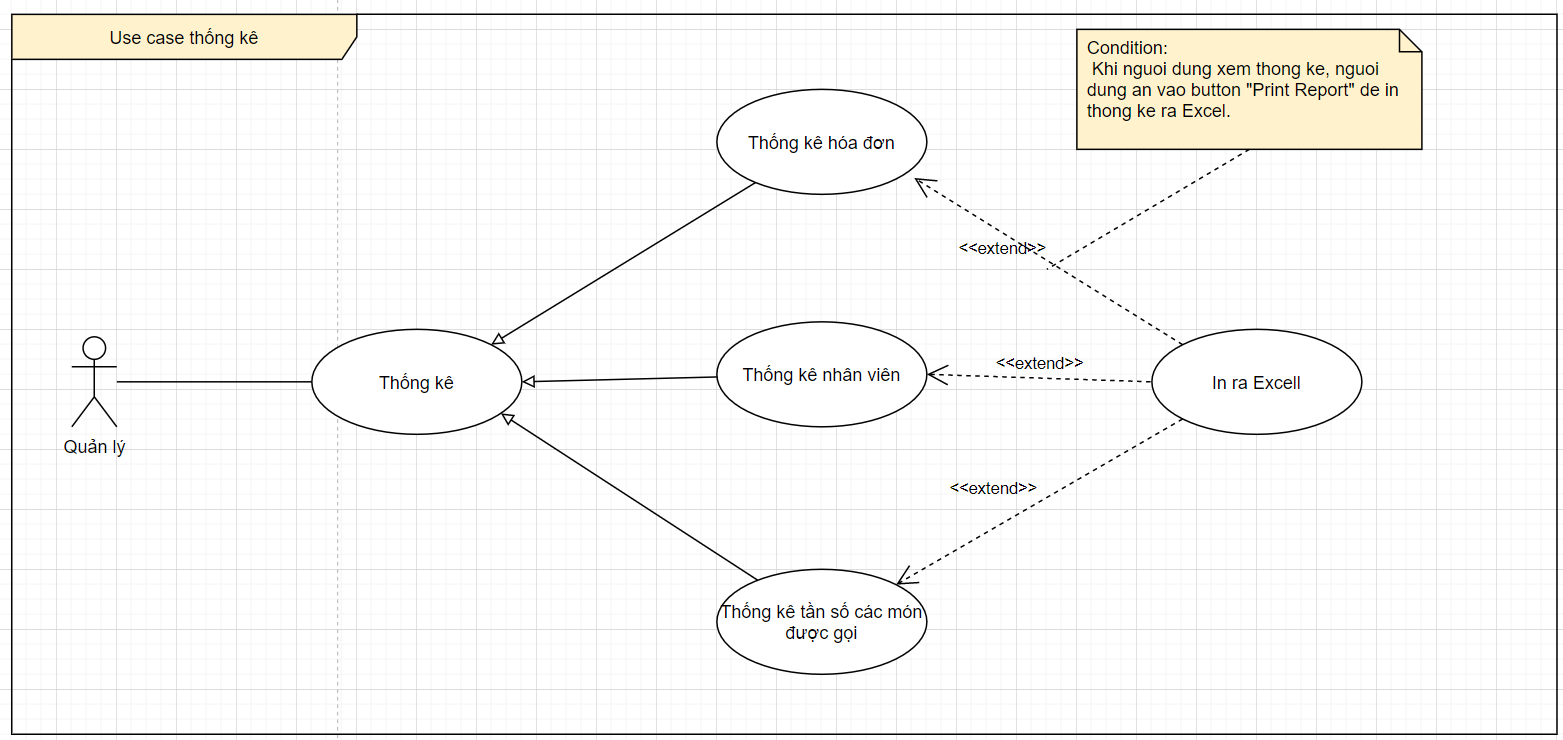 Use case thống kê
Condition:
Khi nguoi dung xem thong ke, nguoi
dung an vao button "Print Report" de in
thong ke ra Excel.
Thống kê hóa đơn
<<extend>>
Thống kê
Thống kê nhân viên
<<extend>>
In ra Excell
Quản lý
<<extend>>
Thống kê tần số các món
được gọi